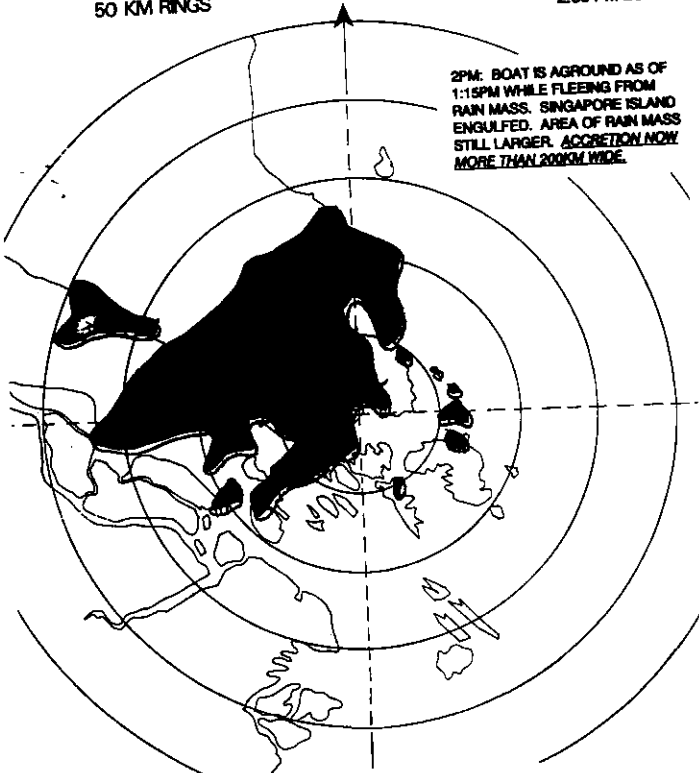 50 KM RINGS
2PM: BOAT IS AGROUND AS OF
1:15PM WHILE FLEEING FROM
RAIN MASS. SINGAPORE ISLAND
ENGULFED. AREA OF RAIN MASS
STILL LARGER. ACCRETION NOW
MORE THAN 200KM WIDE.